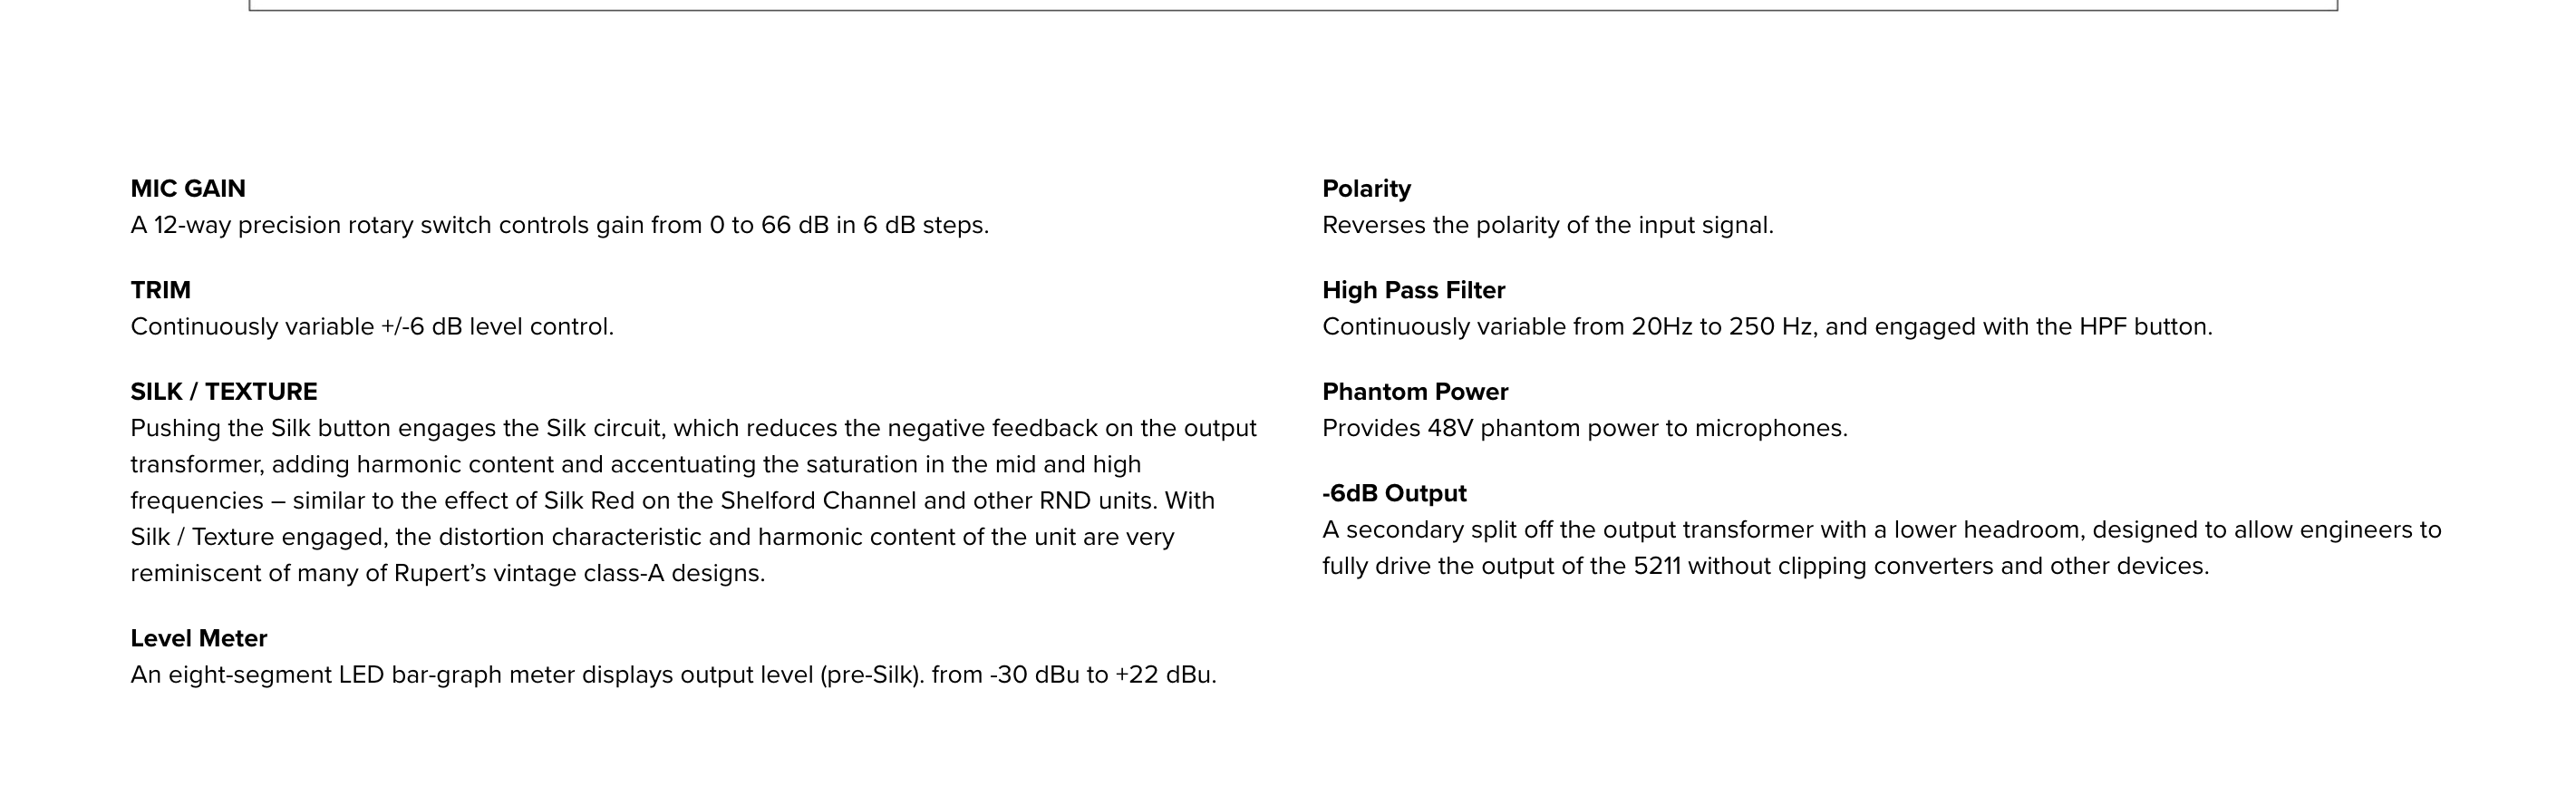 MIC GAIN
A 12-way precision rotary switch controls gain from 0 to 66 dB in 6 dB steps.
TRIM
Continuously variable +/-6 dB level control.
SILK / TEXTURE
Pushing the Silk button engages the Silk circuit, which reduces the negative feedback on the output
transformer, adding harmonic content and accentuating the saturation in the mid and high
frequencies – similar to the effect of Silk Red on the Shelford Channel and other RND units. With
Silk / Texture engaged, the distortion characteristic and harmonic content of the unit are very
reminiscent of many of Rupert’s vintage class-A designs.
Level Meter
An eight-segment LED bar-graph meter displays output level (pre-Silk). from -30 dBu to +22 dBu.
Polarity
Reverses the polarity of the input signal.
High Pass Filter
Continuously variable from 20Hz to 250 Hz, and engaged with the HPF button.
Phantom Power
Provides 48V phantom power to microphones.
-6dB Output
A secondary split off the output transformer with a lower headroom, designed to allow engineers to
fully drive the output of the 5211 without clipping converters and other devices.